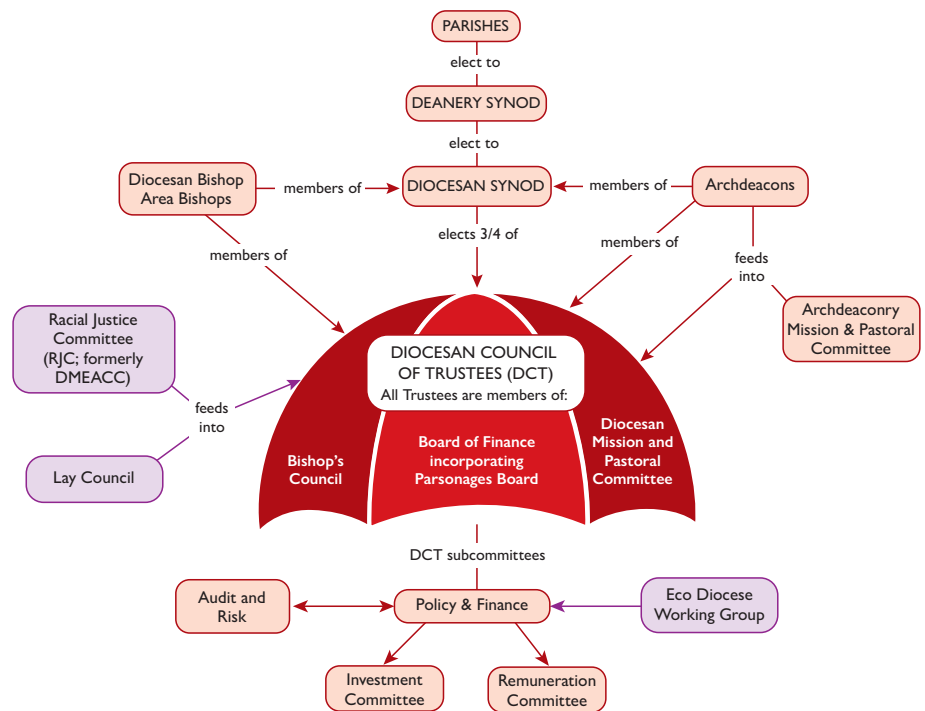 PARISHES
elect to
DEANERY SYNOD
elect to
Diocesan Bishop
Area Bishops
members of
DIOCESAN SYNOD
members of
Archdeacons
elects 3/4 of
members of
members of
feeds
into
Racial Justice
Committee
(RJC; formerly
DMEACC)
Archdeaconry
Mission & Pastoral
Committee
DIOCESAN COUNCIL
OF TRUSTEES (DCT)
All Trustees are members of:
feeds
into
Lay Council
Bishop's
Council
Board of Finance
incorporating
Parsonages Board
Diocesan
Mission and
Pastoral
Committee
DCT subcommittees
Audit and
Risk
Policy & Finance
Eco Diocese
Working Group
Investment
Committee
Remuneration
Committee